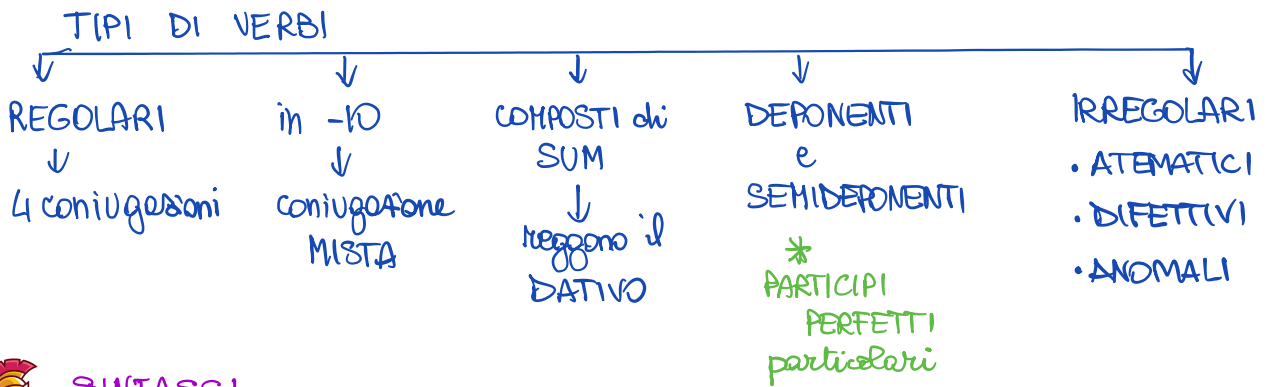 TIPI DI VERBI
REGOLARI
4 coniugazioni
in -IO
coniugazione
MISTA
COMPOSTI di
SUM
reggono il
DATIVO
DEPONENTI
e
SEMIDEPONENTI
*
PARTICIPI
PERFETTI
particolari
IRREGOLARI
• ATEMATICI
• DIFETTIVI
• ANOMALI
SINTASSI